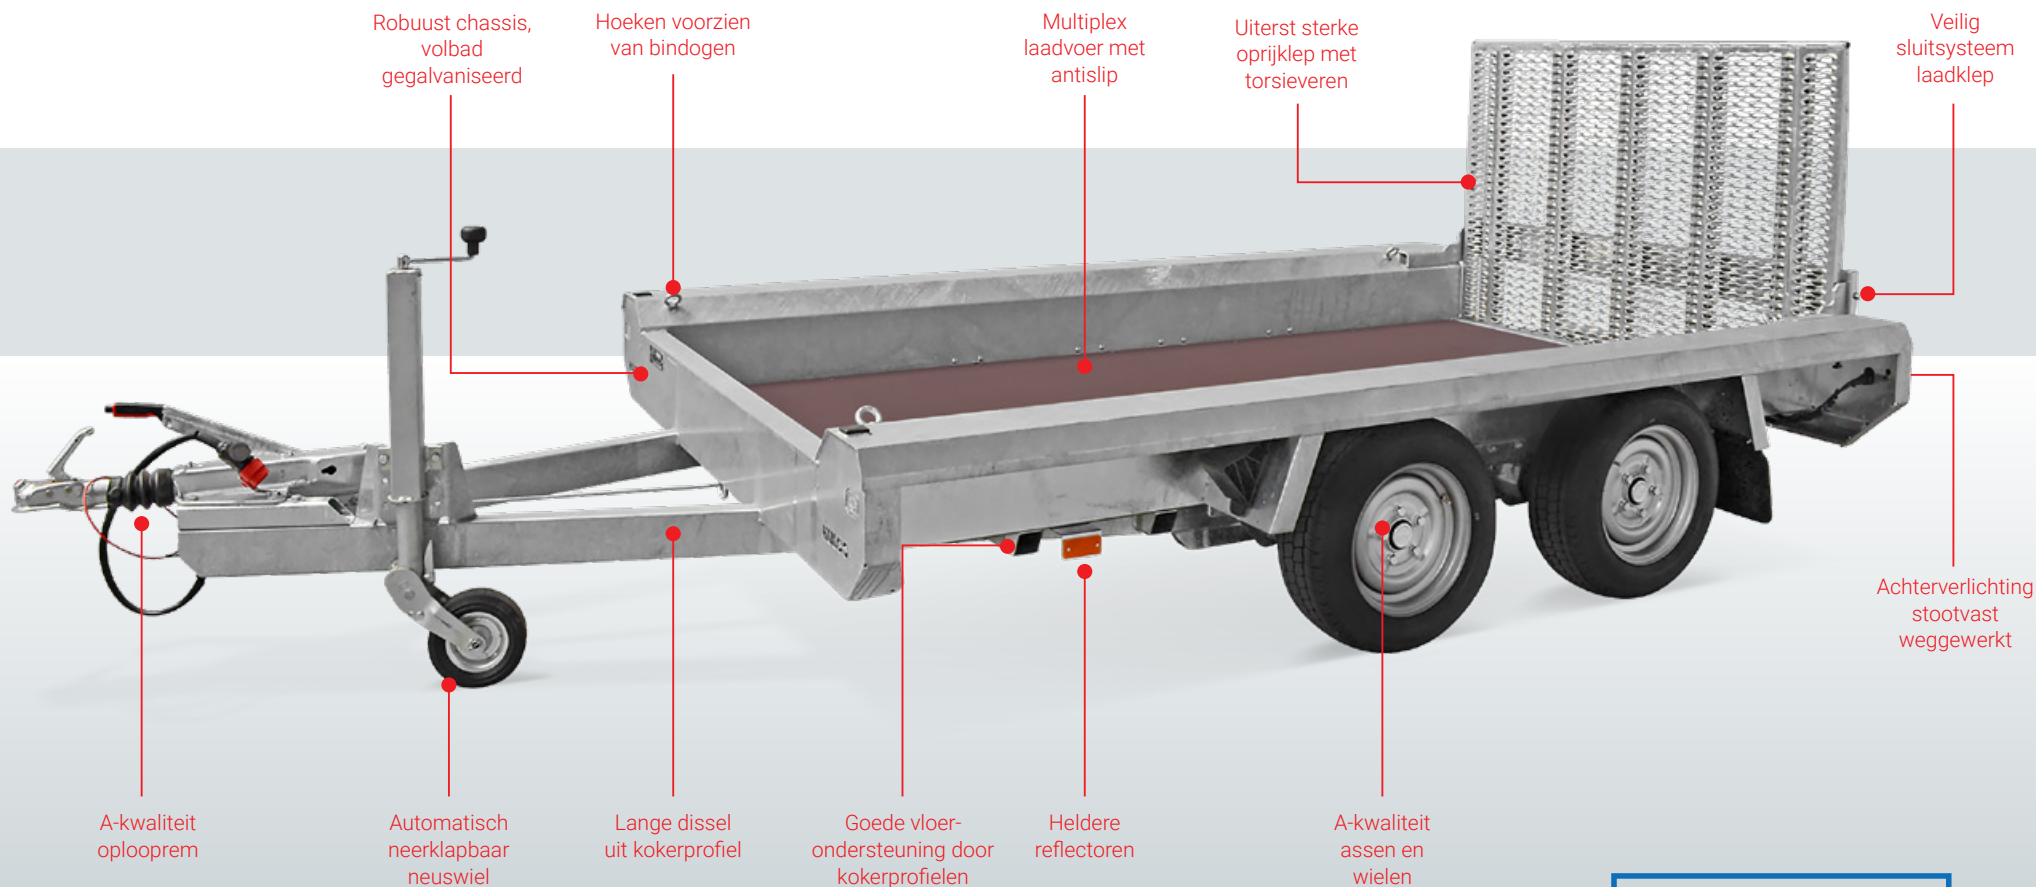 Robuust chassis,
volbad
gegalvaniseerd
Hoeken voorzien
van bindogen
Multiplex
laadvoer met
antislip
Uiterst sterke
oprijklep met
torsieveren
Veilig
sluitsysteem
laadklep
HULCO
Achterverlichting
stootvast
weggewerkt
A-kwaliteit
oplooprem
Automatisch
neerklapbaar
neuswiel
Lange dissel
uit kokerprofiel
Goede vloer-
ondersteuning door
kokerprofielen
Heldere
reflectoren
A-kwaliteit
assen en
wielen